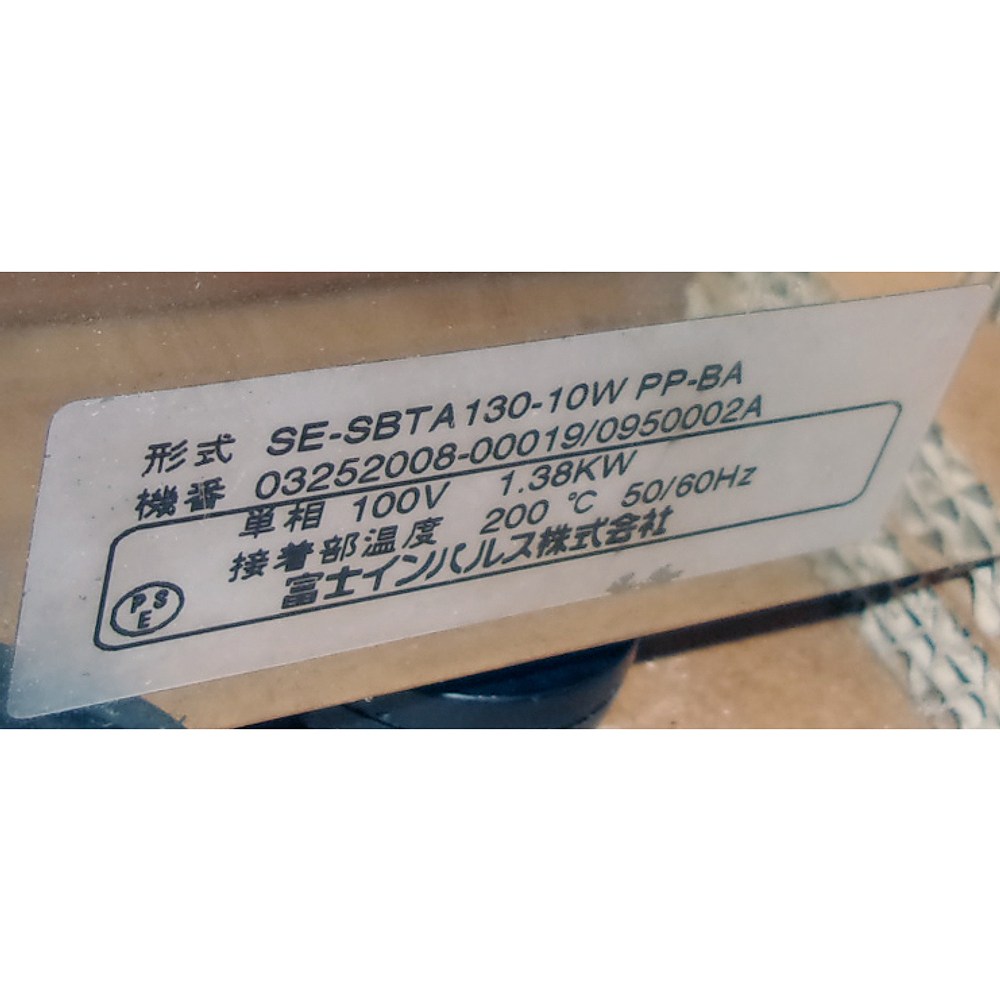 形式 SE-SBTA130-10W PP-BA
機番 03252008-00019/0950002A
単相 100V 1.38KW
接着部温度 200 ℃ 50/60Hz
富士インパルス株式会社
PSE